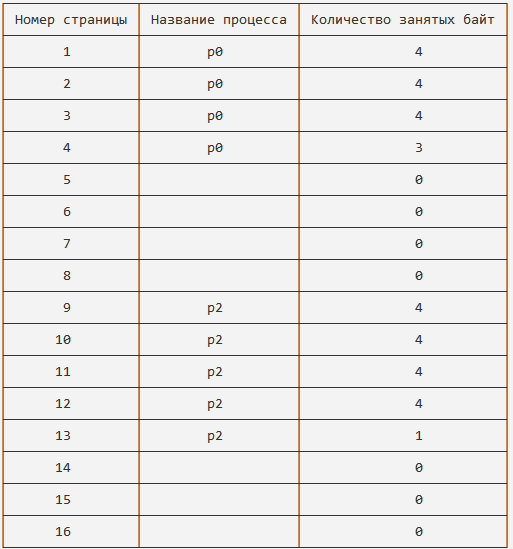 Номер страницы Название процесса Количество занятых байт
1 p0 4
2 p0 4
3 p0 4
4 p0 3
5 0
6 0
7 0
8 0
9 p2 4
10 p2 4
11 p2 4
12 p2 4
13 p2 1
14 0
15 0
16 0